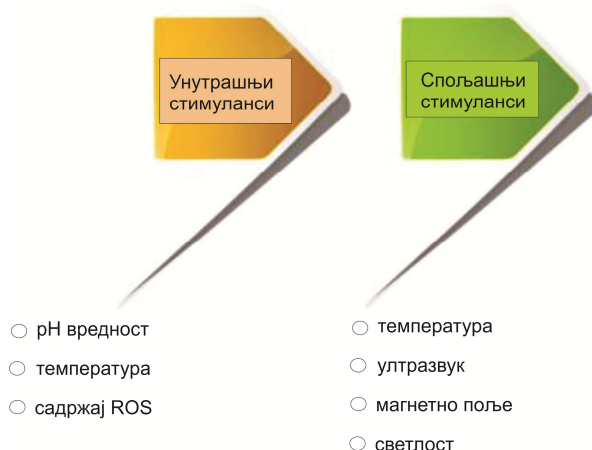 Унутрашњи
стимуланси
Спољашњи
стимуланси
pH вредност
температура
садржај ROS
температура
ултразвук
магнетно поље
светлост